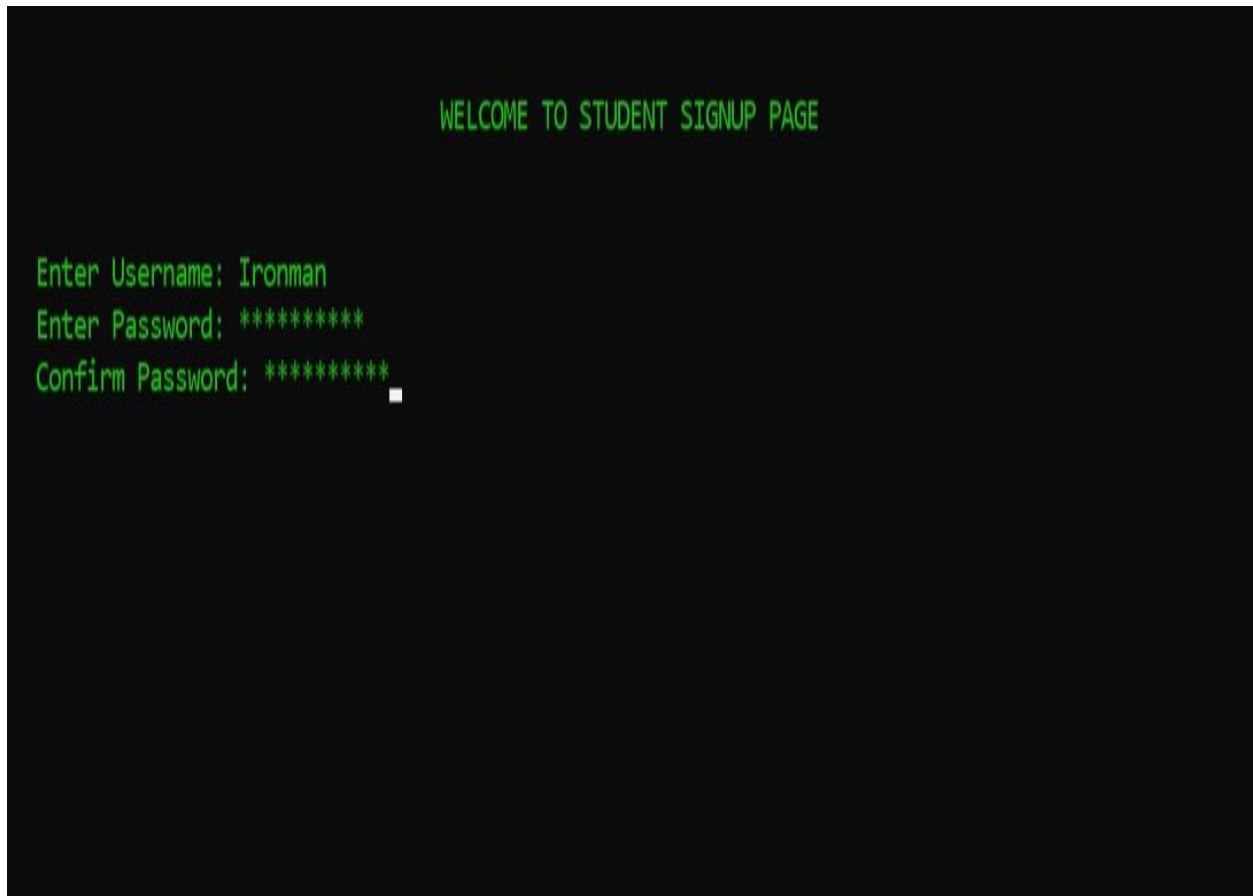 WELCOME TO STUDENT SIGNUP PAGE
Enter Username: Ironman
Enter Password: **********
Confirm Password: **********